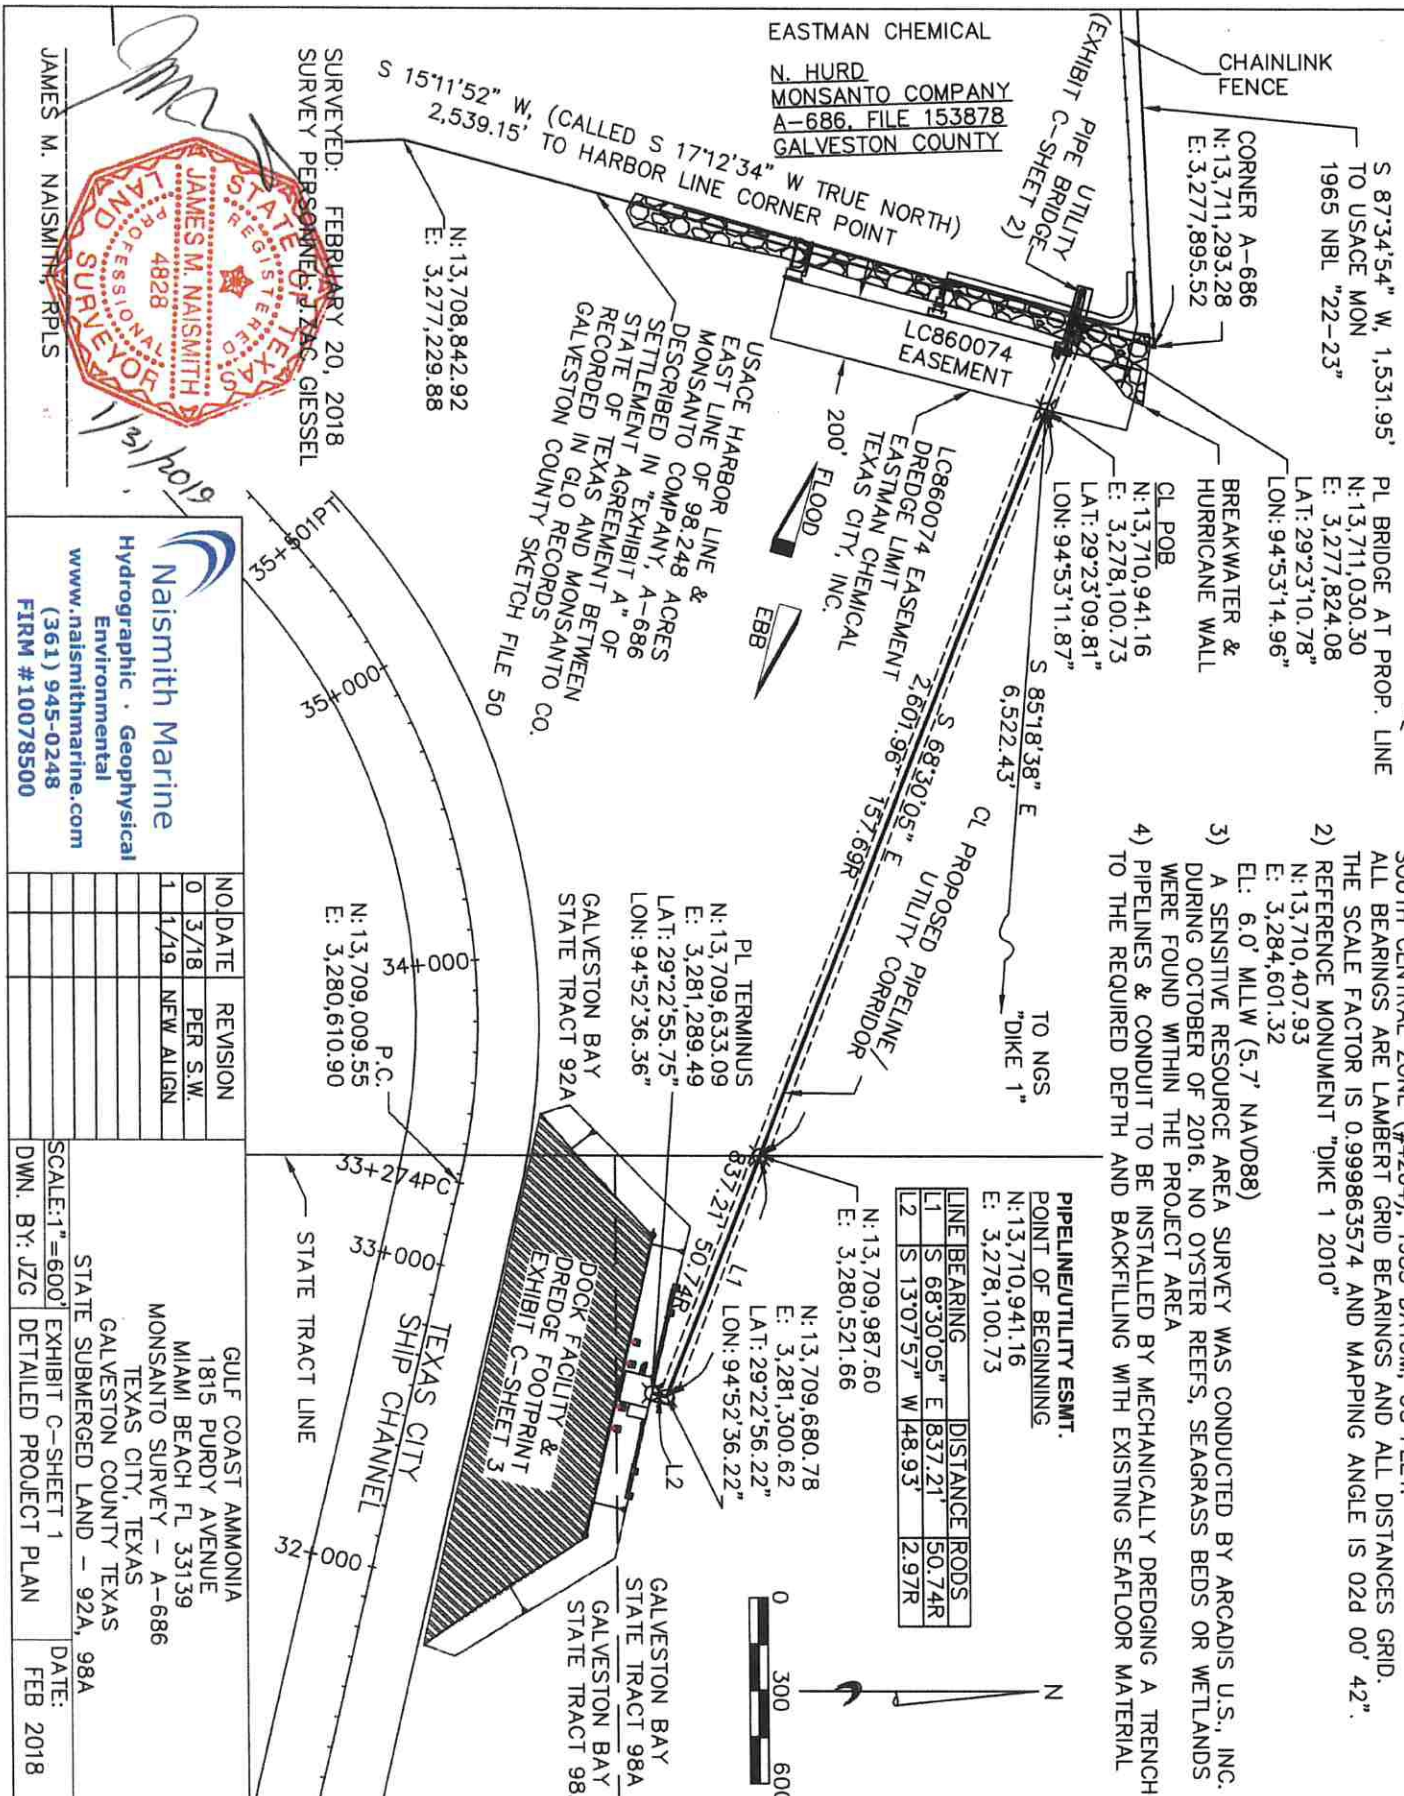 SOUTH CENTRAL ZONE (#4204), 1983 DATUM, US FEET.
ALL BEARINGS ARE LAMBERT GRID BEARINGS AND ALL DISTANCES GRID.
THE SCALE FACTOR IS 0.999863574 AND MAPPING ANGLE IS 02d 00' 42".
2) REFERENCE MONUMENT "DIKE 1 2010"
N:13,710,407.93
E: 3,284,601.32
EL: 6.0' MLLW (5.7' NAVD88)
3) A SENSITIVE RESOURCE AREA SURVEY WAS CONDUCTED BY ARCADIS U.S., INC.
DURING OCTOBER OF 2016. NO OYSTER REEFS, SEAGRASS BEDS OR WETLANDS
WERE FOUND WITHIN THE PROJECT AREA
4) PIPELINES & CONDUIT TO BE INSTALLED BY MECHANICALLY DREDGING A TRENCH
TO THE REQUIRED DEPTH AND BACKFILLING WITH EXISTING SEAFLOOR MATERIAL
S 87°34'54" W, 1,531.95'
TO USACE MON
1965 NBL "22-23"
CHAINLINK
FENCE
CORNER A-686
N:13,711,293.28
E:3,277,895.52
PL BRIDGE AT PROP. LINE
N:13,711,030.30
E: 3,277,824.08
LAT: 29°23'10.78"
LON: 94°53'14.96"
BREAKWATER &
HURRICANE WALL
CL POB
N:13,710,941.16
E: 3,278,100.73
LAT: 29°23'09.81"
LON: 94°53'11.87"
PIPE UTILITY
BRIDGE
(EXHIBIT C-SHEET 2)
EASTMAN CHEMICAL
N. HURD
MONSANTO COMPANY
A-686, FILE 153878
GALVESTON COUNTY
S 15°11'52" W, (CALLED S 17°12'34" W TRUE NORTH)
2,539.15' TO HARBOR LINE CORNER POINT
LC860074
EASEMENT
LC860074 EASEMENT
DREDGE LIMIT
EASTMAN CHEMICAL
TEXAS CITY, INC.
200'
FLOOD
EBB
S 85°18'38" E
6,522.43'
TO NGS
"DIKE 1"
S 68°30'05" E
2,601.96'
157.69R
CL PROPOSED PIPELINE/
UTILITY CORRIDOR
USACE HARBOR LINE &
EAST LINE OF 98.248 ACRES
MONSANTO COMPANY, A-686
DESCRIBED IN "EXHIBIT A" OF
SETTLEMENT AGREEMENT BETWEEN
STATE OF TEXAS AND MONSANTO CO.
RECORDED IN GLO RECORDS
GALVESTON COUNTY SKETCH FILE 50
N:13,708,842.92
E: 3,277,229.88
PIPELINE/UTILITY ESMT.
POINT OF BEGINNING
N:13,710,941.16
E: 3,278,100.73
LINE BEARING DISTANCE RODS
L1 S 68°30'05" E 837.21' 50.74R
L2 S 13°07'57" W 48.93' 2.97R
N:13,709,987.60
E: 3,280,521.66
N:13,709,680.78
E: 3,281,300.62
LAT: 29°22'56.22"
LON: 94°52'36.22"
837.21' 50.74R
L1
L2
PL TERMINUS
N:13,709,633.09
E: 3,281,289.49
LAT: 29°22'55.75"
LON: 94°52'36.36"
GALVESTON BAY
STATE TRACT 92A
GALVESTON BAY
STATE TRACT 98A
GALVESTON BAY
STATE TRACT 98
DOCK FACILITY &
DREDGE FOOTPRINT
EXHIBIT C-SHEET 3
P.C.
N:13,709,009.55
E: 3,280,610.90
35+501PT
35+000
34+000
33+274PC
33+000
32+000
TEXAS CITY
SHIP CHANNEL
STATE TRACT LINE
N
0 300 600
SURVEYED: FEBRUARY 20, 2018
SURVEY PERSONNEL: J. ZAC GIESSEL
STATE OF TEXAS
REGISTERED
JAMES M. NAISMITH
4828
PROFESSIONAL
LAND SURVEYOR
1/31/2019
JAMES M. NAISMITH, RPLS
Naismith Marine
Hydrographic · Geophysical
Environmental
www.naismithmarine.com
(361) 945-0248
FIRM #10078500
NO. DATE REVISION
0 3/18 PER S.W.
1 1/19 NEW ALIGN
GULF COAST AMMONIA
1815 PURDY AVENUE
MIAMI BEACH FL 33139
MONSANTO SURVEY - A-686
TEXAS CITY, TEXAS
GALVESTON COUNTY TEXAS
STATE SUBMERGED LAND - 92A, 98A
SCALE:1"=600' EXHIBIT C-SHEET 1 DATE:
DWN. BY: JZG DETAILED PROJECT PLAN FEB 2018